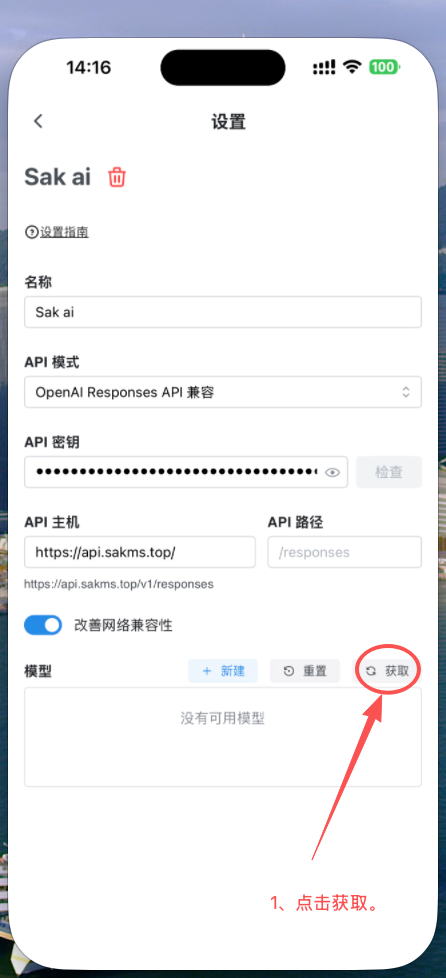 14:16
100
设置
Sak ai
设置指南
名称
Sak ai
API 模式
OpenAI Responses API 兼容
API 密钥
••••••••••••••••••••••••••••••••••
检查
API 主机
API 路径
https://api.sakms.top/
/responses
https://api.sakms.top/v1/responses
改善网络兼容性
模型
+ 新建
重置
获取
没有可用模型
1、点击获取。